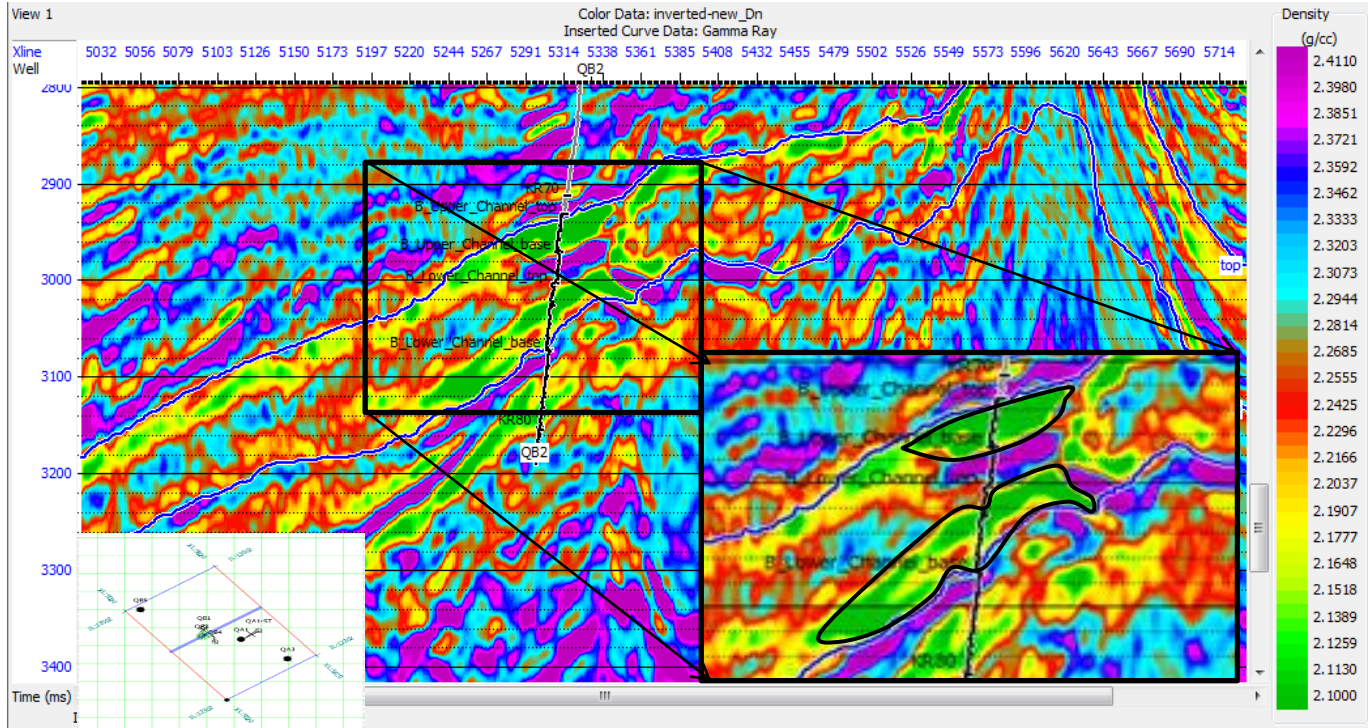 View 1
Color Data: inverted-new_Dn
Inserted Curve Data: Gamma Ray
Density
(g/cc)
Xline 5032 5056 5079 5103 5126 5150 5173 5197 5220 5244 5267 5291 5314 5338 5361 5385 5408 5432 5455 5479 5502 5526 5549 5573 5596 5620 5643 5667 5690 5714
Well QB2
2800
2900
3000
3100
3200
3300
3400
Time (ms)
KR70
B_Upper_Channel_top
B_Upper_Channel_base
B_Lower_Channel_top
B_Lower_Channel_base
KR80
QB2
top
B_Lower_Channel_base
KR80
QA1-ST
QA1
2.4110
2.3980
2.3851
2.3721
2.3592
2.3462
2.3333
2.3203
2.3073
2.2944
2.2814
2.2685
2.2555
2.2425
2.2296
2.2166
2.2037
2.1907
2.1777
2.1648
2.1518
2.1389
2.1259
2.1130
2.1000